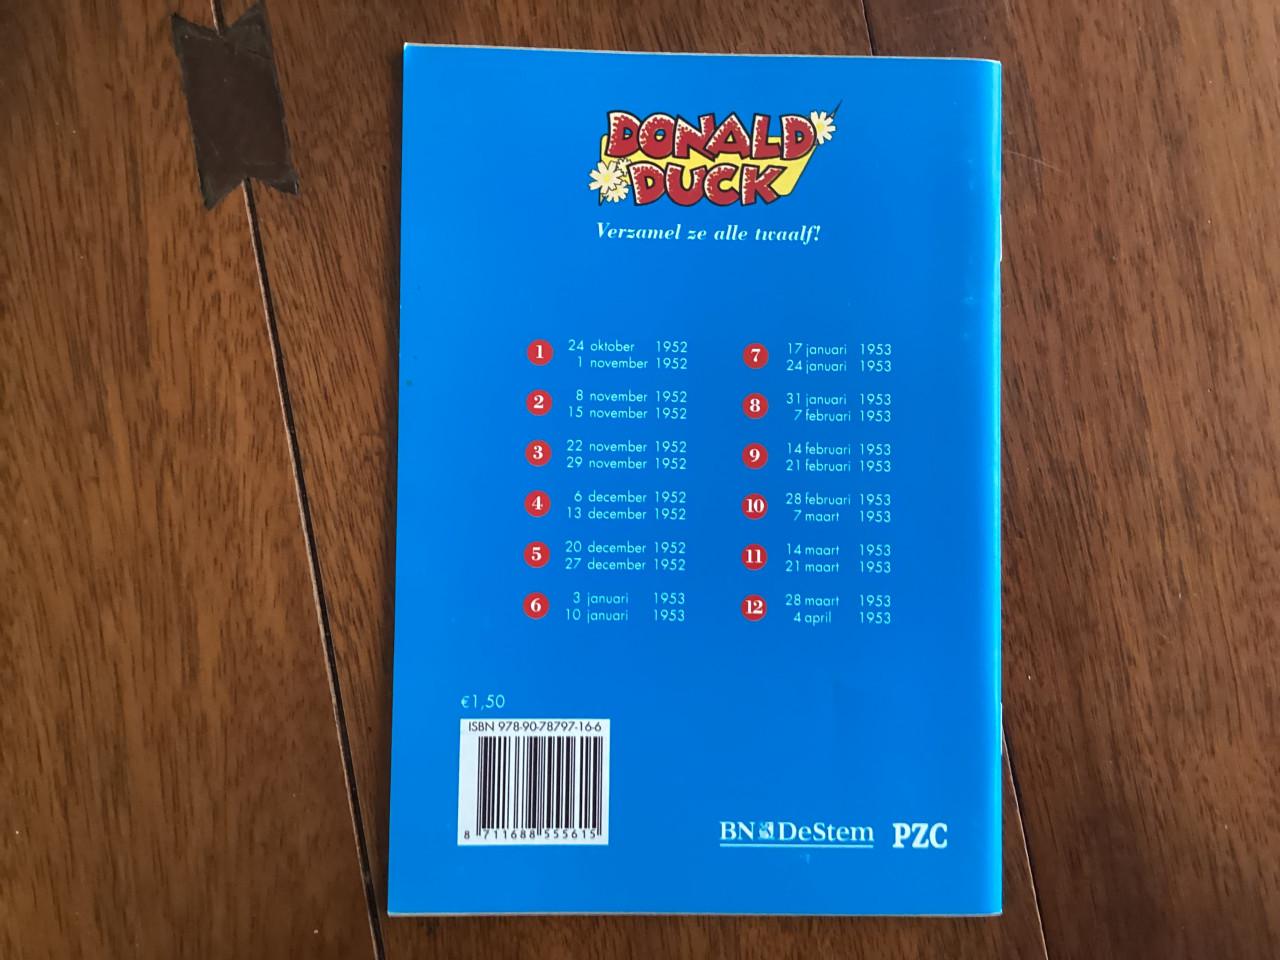 DONALD
DUCK
Verzamel ze alle twaalf!
1 24 oktober 1952
1 november 1952
2 8 november 1952
15 november 1952
3 22 november 1952
29 november 1952
4 6 december 1952
13 december 1952
5 20 december 1952
27 december 1952
6 3 januari 1953
10 januari 1953
7 17 januari 1953
24 januari 1953
8 31 januari 1953
7 februari 1953
9 14 februari 1953
21 februari 1953
10 28 februari 1953
7 maart 1953
11 14 maart 1953
21 maart 1953
12 28 maart 1953
4 april 1953
€1,50
ISBN 978-90-78797-16-6
8 711688 555615
BN DeStem PZC